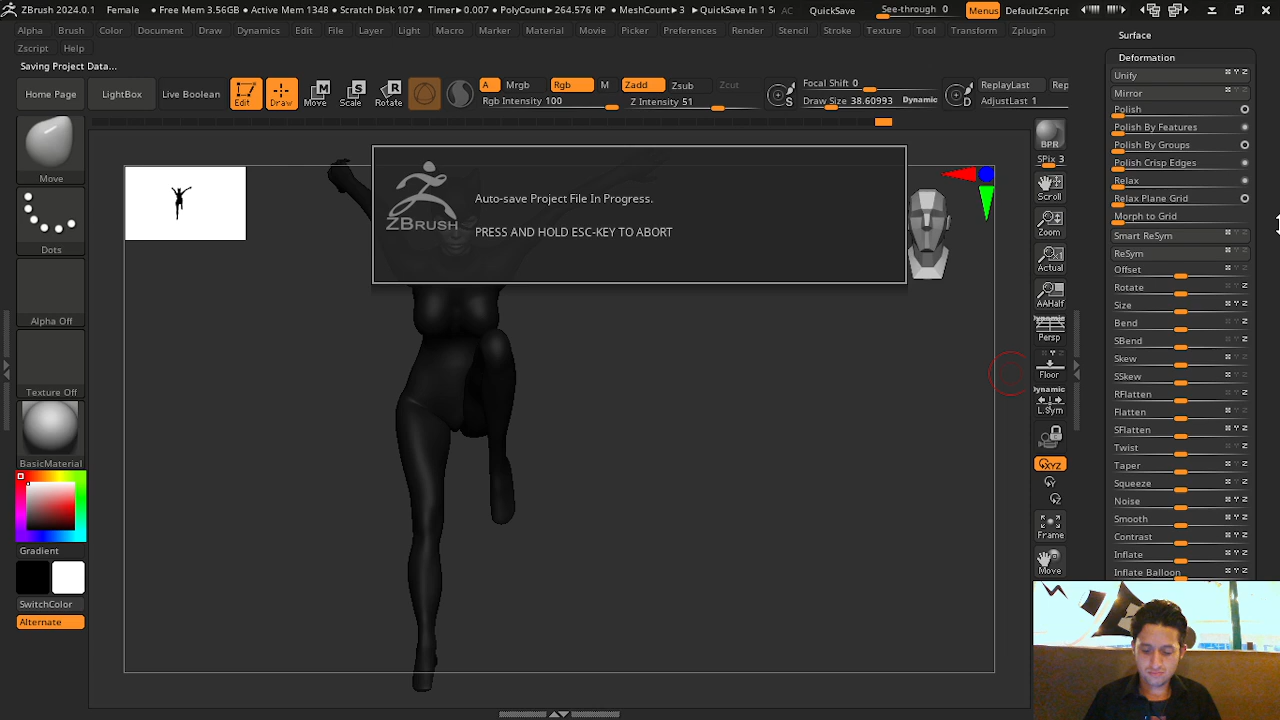 ZBrush 2024.0.1 Female • Free Mem 3.56GB • Active Mem 1348 • Scratch Disk 107 • Timer▸0.007 • PolyCount▸264.576 KP • MeshCount▸3 ▸QuickSave In 1 Se AC QuickSave See-through 0 Menus DefaultZScript
Alpha Brush Color Document Draw Dynamics Edit File Layer Light Macro Marker Material Movie Picker Preferences Render Stencil Stroke Texture Tool Transform Zplugin
Zscript Help
Saving Project Data...
Home Page LightBox Live Boolean Edit Draw Move Scale Rotate
A Mrgb Rgb M Zadd Zsub Zcut
Rgb Intensity 100 Z Intensity 51
Focal Shift 0
Draw Size 38.60993 Dynamic
S D
ReplayLast Rep
AdjustLast 1
Move
Dots
Alpha Off
Texture Off
BasicMaterial
Gradient
SwitchColor
Alternate
ZBRUSH
Auto-save Project File In Progress.
PRESS AND HOLD ESC-KEY TO ABORT
BPR
SPix 3
Scroll
Zoom
Actual
AAHalf
Dynamic
Persp
Floor
Dynamic
L.Sym
XYZ
Y
Z
Frame
Move
Surface
Deformation
Unify
Mirror
Polish
Polish By Features
Polish By Groups
Polish Crisp Edges
Relax
Relax Plane Grid
Morph to Grid
Smart ReSym
ReSym
Offset
Rotate
Size
Bend
SBend
Skew
SSkew
RFlatten
Flatten
SFlatten
Twist
Taper
Squeeze
Noise
Smooth
Contrast
Inflate
Inflate Balloon